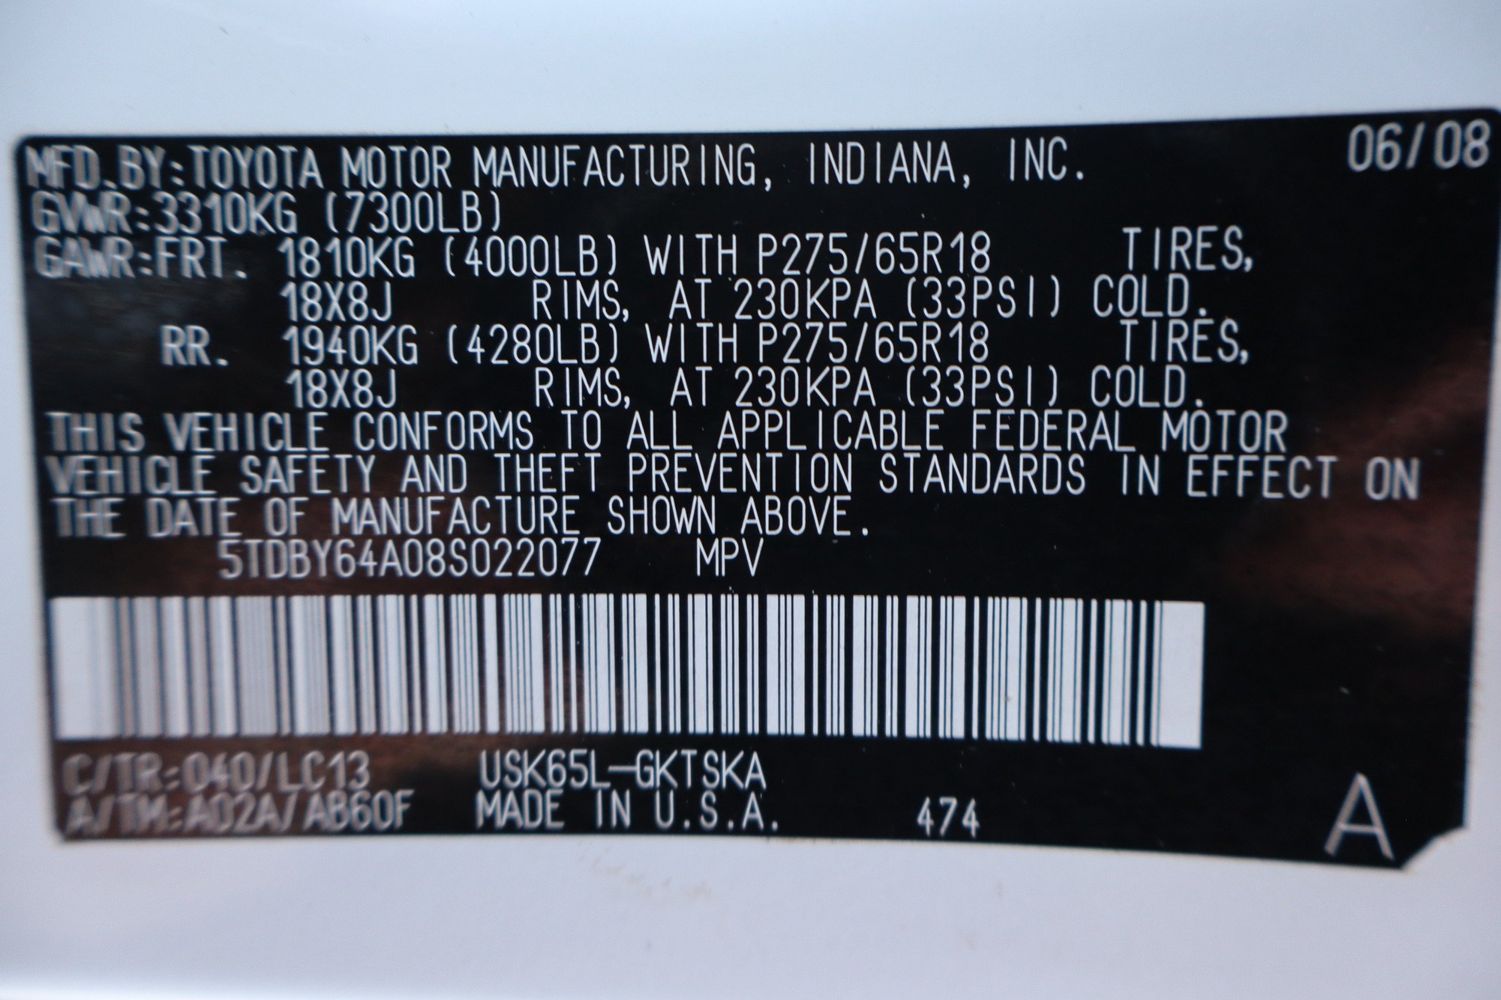 MFD.BY:TOYOTA MOTOR MANUFACTURING, INDIANA, INC. 06/08
GVWR:3310KG (7300LB)
GAWR:FRT. 1810KG (4000LB) WITH P275/65R18 TIRES,
18X8J RIMS, AT 230KPA (33PSI) COLD.
RR. 1940KG (4280LB) WITH P275/65R18 TIRES,
18X8J RIMS, AT 230KPA (33PSI) COLD.
THIS VEHICLE CONFORMS TO ALL APPLICABLE FEDERAL MOTOR
VEHICLE SAFETY AND THEFT PREVENTION STANDARDS IN EFFECT ON
THE DATE OF MANUFACTURE SHOWN ABOVE.
5TDBY64A08S022077 MPV
C/TR:040/LC13 USK65L-GKTSKA
A/TM:A02A/AB60F MADE IN U.S.A. 474 A